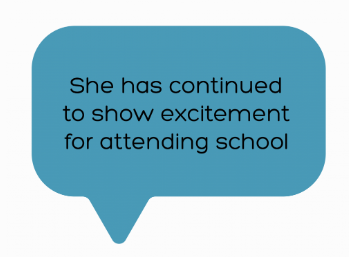 She has continued
to show excitement
for attending school